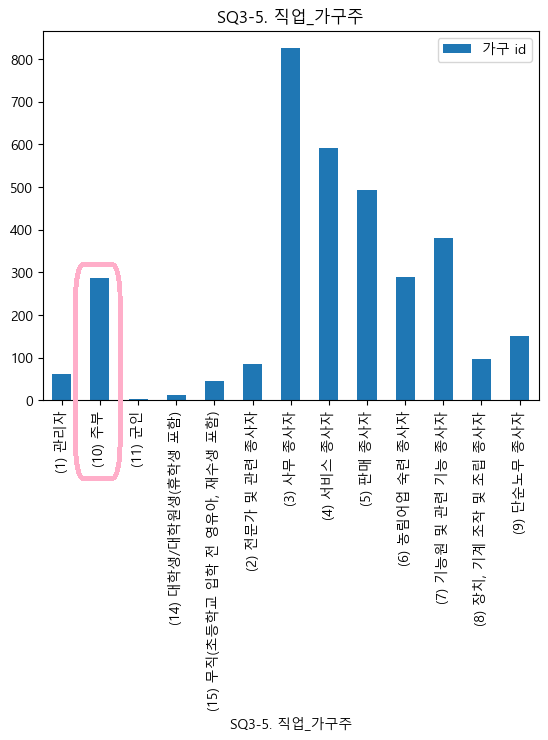 SQ3-5. 직업_가구주
가구 id
800
700
600
500
400
300
200
100
0
(1) 관리자
(10) 주부
(11) 군인
(14) 대학생/대학원생(휴학생 포함)
(15) 무직(초등학교 입학 전 영유아, 재수생 포함)
(2) 전문가 및 관련 종사자
(3) 사무 종사자
(4) 서비스 종사자
(5) 판매 종사자
(6) 농림어업 숙련 종사자
(7) 기능원 및 관련 기능 종사자
(8) 장치, 기계 조작 및 조립 종사자
(9) 단순노무 종사자
SQ3-5. 직업_가구주